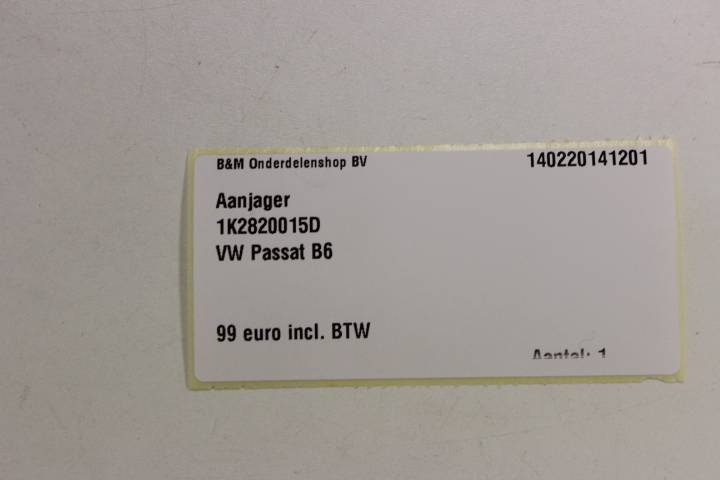 B&M Onderdelenshop BV 140220141201
Aanjager
1K2820015D
VW Passat B6
99 euro incl. BTW
Aantal: 1